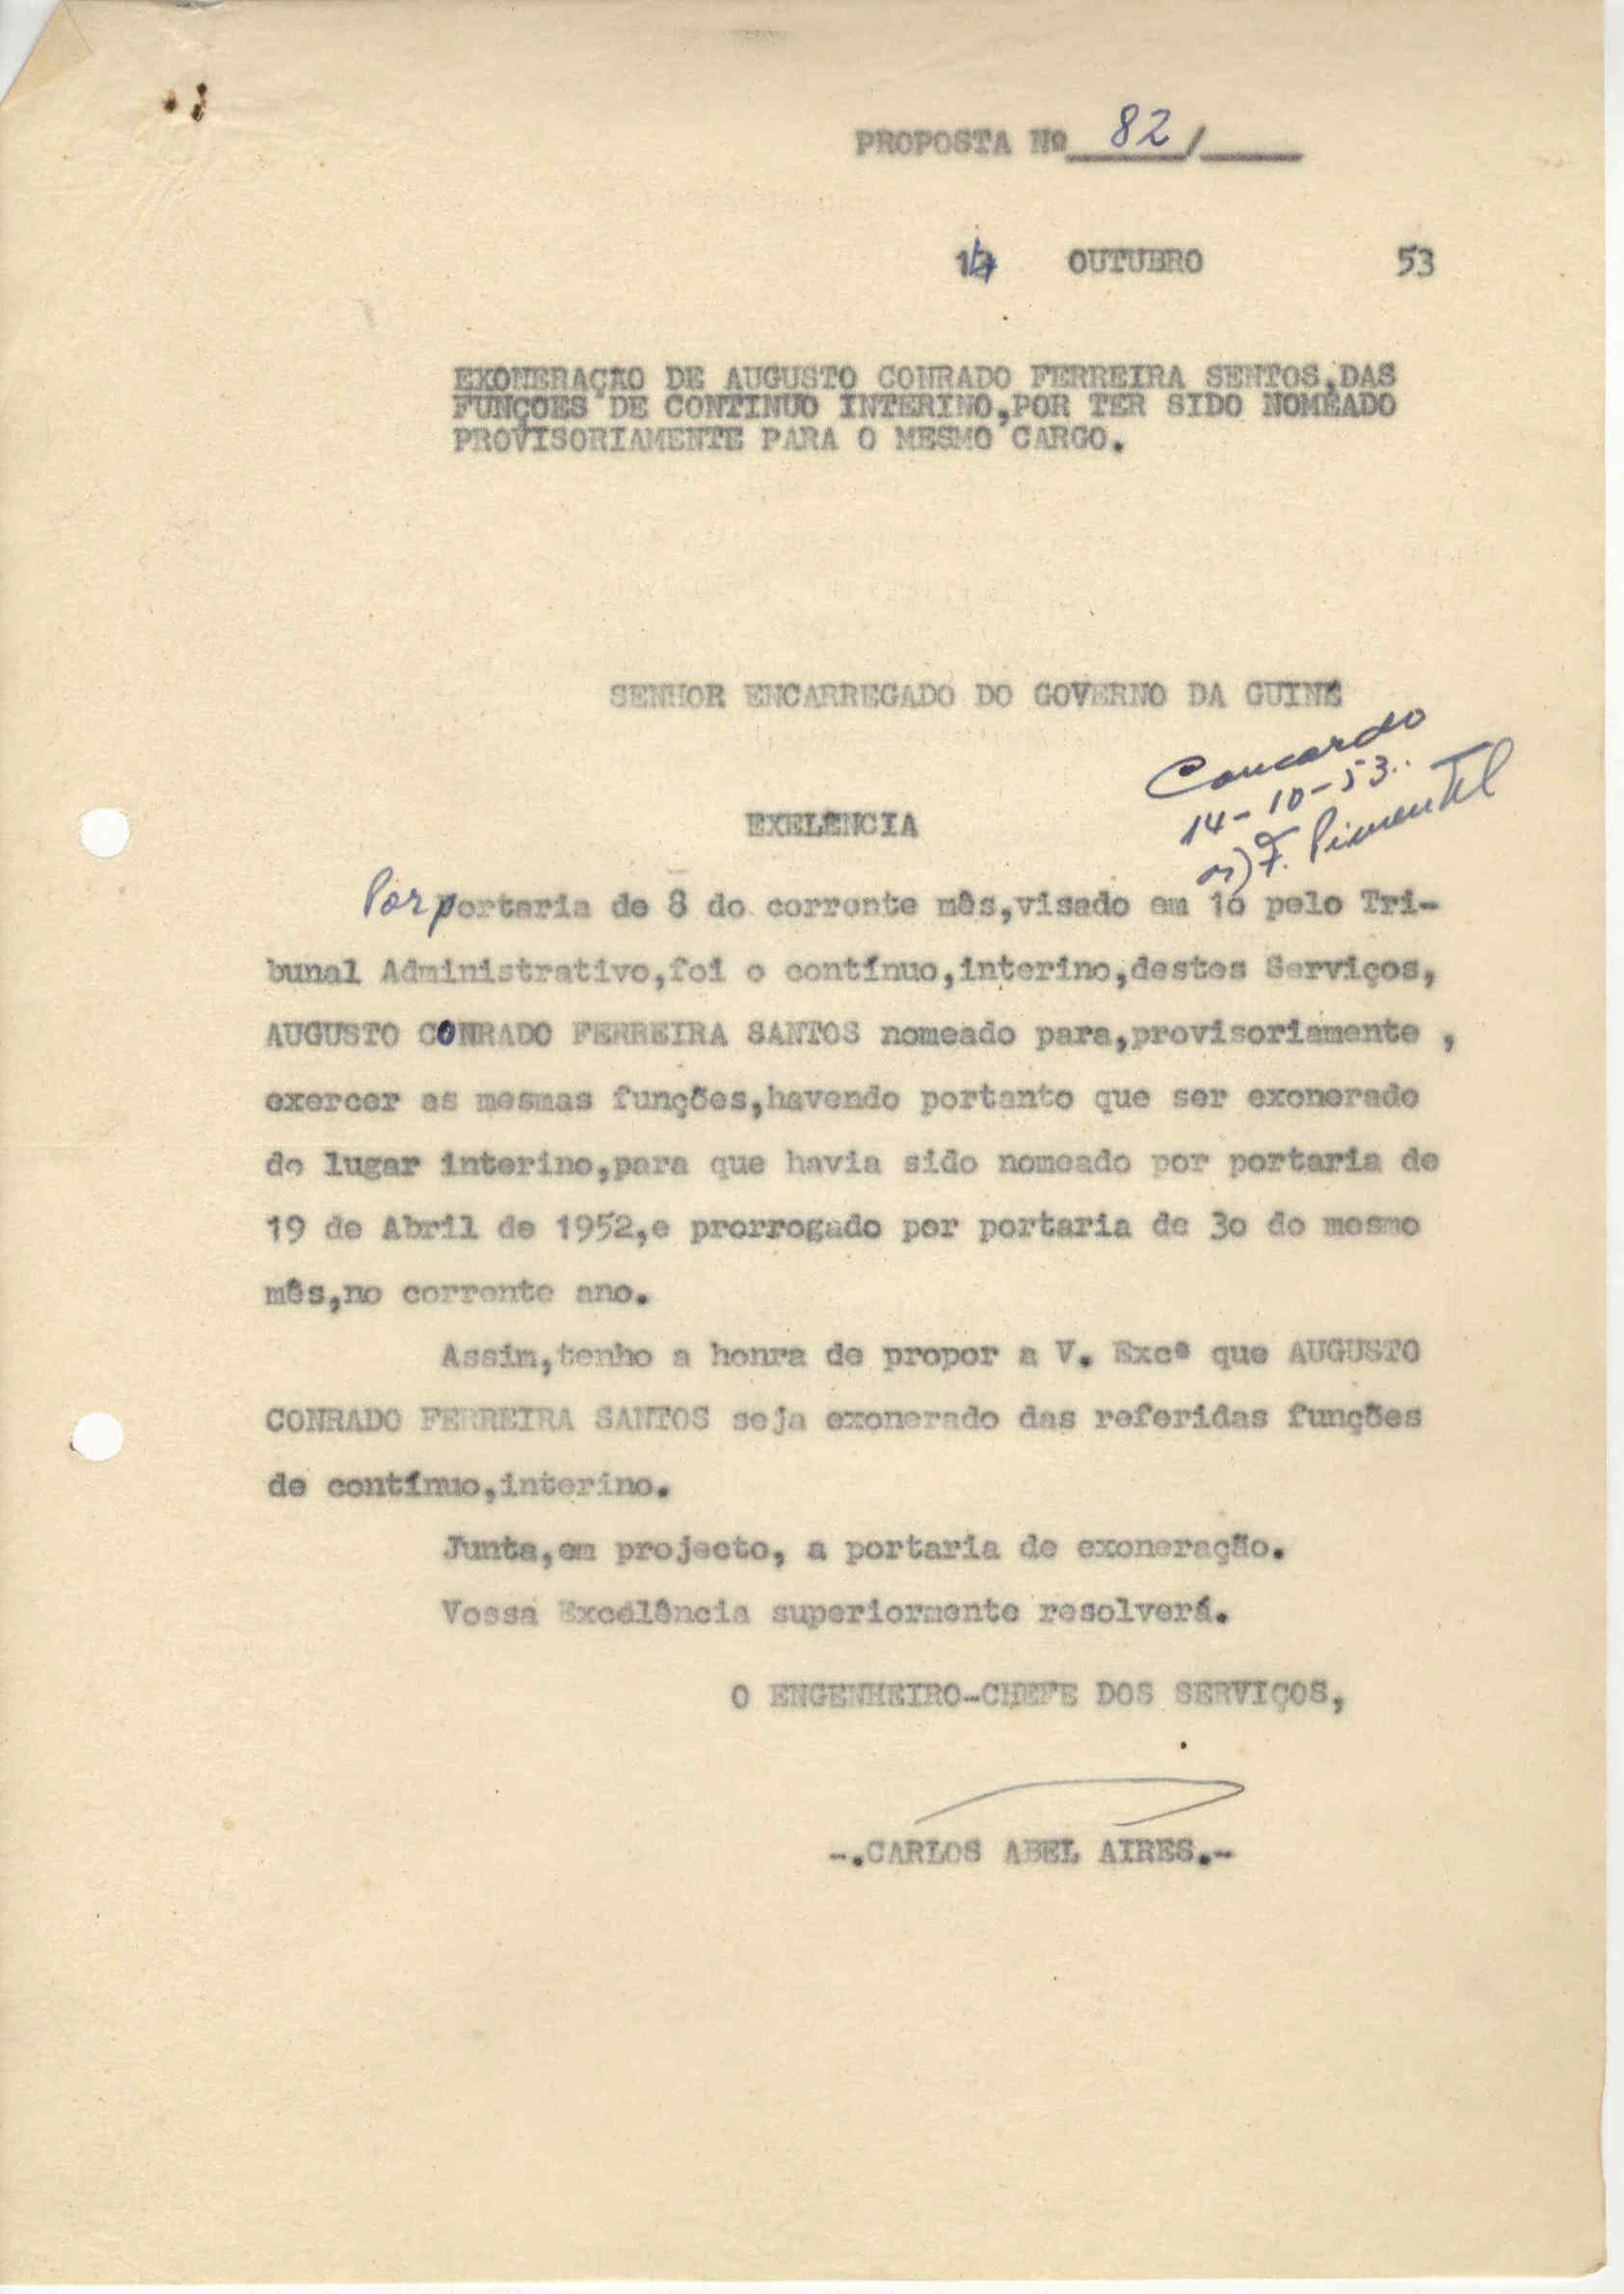 PROPOSTA Nº 82/
14 OUTUBRO 53
EXONERAÇÃO DE AUGUSTO CONRADO FERREIRA SENTOS,DAS
FUNÇOES DE CONTINUO INTERINO,POR TER SIDO NOMEADO
PROVISORIAMENTE PARA O MESMO CARGO.
SENHOR ENCARREGADO DO GOVERNO DA GUINÉ
Concordo
14-10-53.
a) F. Pimentel
EXELÊNCIA
Por portaria de 8 do corrente mês,visado em 10 pelo Tri-
bunal Administrativo,foi o contínuo,interino,destes Serviços,
AUGUSTO CONRADO FERREIRA SANTOS nomeado para,provisoriamente ,
exercer as mesmas funções,havendo portanto que ser exonerado
do lugar interino,para que havia sido nomeado por portaria de
19 de Abril de 1952,e prorrogado por portaria de 30 do mesmo
mês,no corrente ano.
Assim,tenho a honra de propor a V. Excª que AUGUSTO
CONRADO FERREIRA SANTOS seja exonerado das referidas funções
de contínuo,interino.
Junta,em projecto, a portaria de exoneração.
Vossa Excelência superiormente resolverá.
O ENGENHEIRO-CHEFE DOS SERVIÇOS,
-.CARLOS ABEL AIRES.-